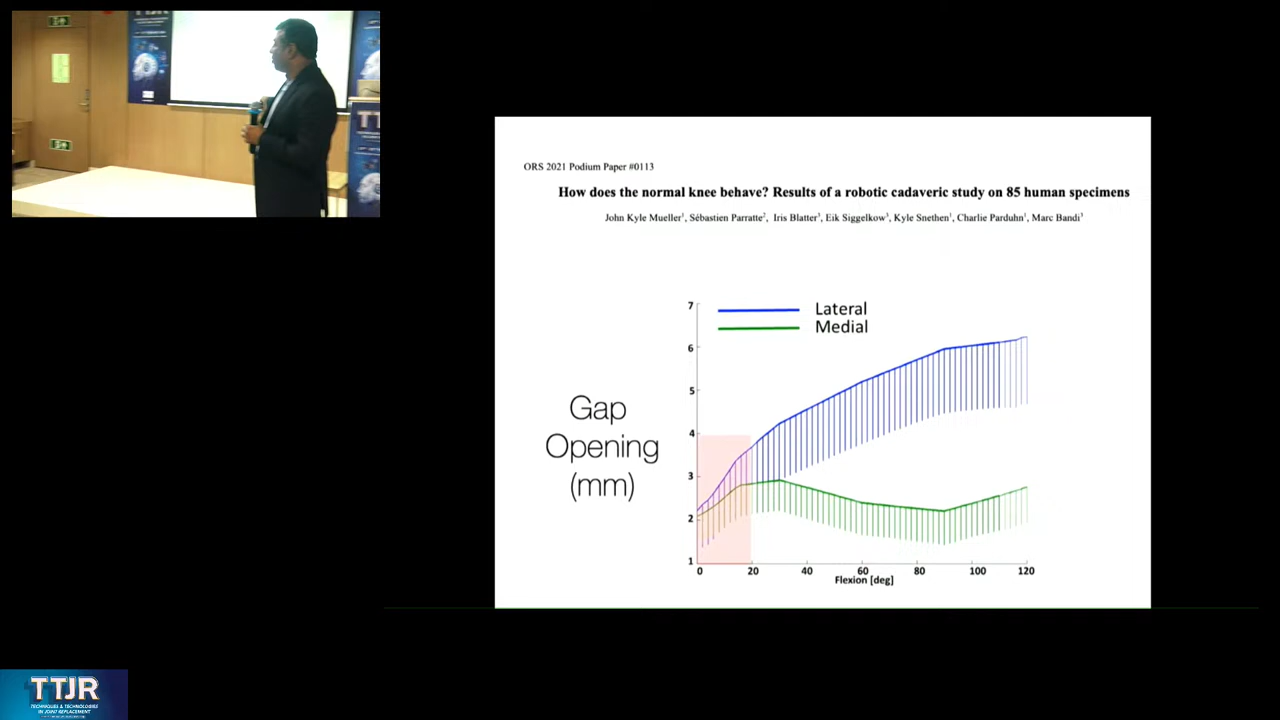 ORS 2021 Podium Paper #0113
How does the normal knee behave? Results of a robotic cadaveric study on 85 human specimens
John Kyle Mueller¹, Sébastien Parratte², Iris Blatter³, Eik Siggelkow³, Kyle Snethen¹, Charlie Parduhn¹, Marc Bandi³
Lateral
Medial
Gap
Opening
(mm)
7
6
5
4
3
2
1
0 20 40 60 80 100 120
Flexion [deg]
TTJR
TECHNIQUES & TECHNOLOGIES
IN JOINT REPLACEMENT